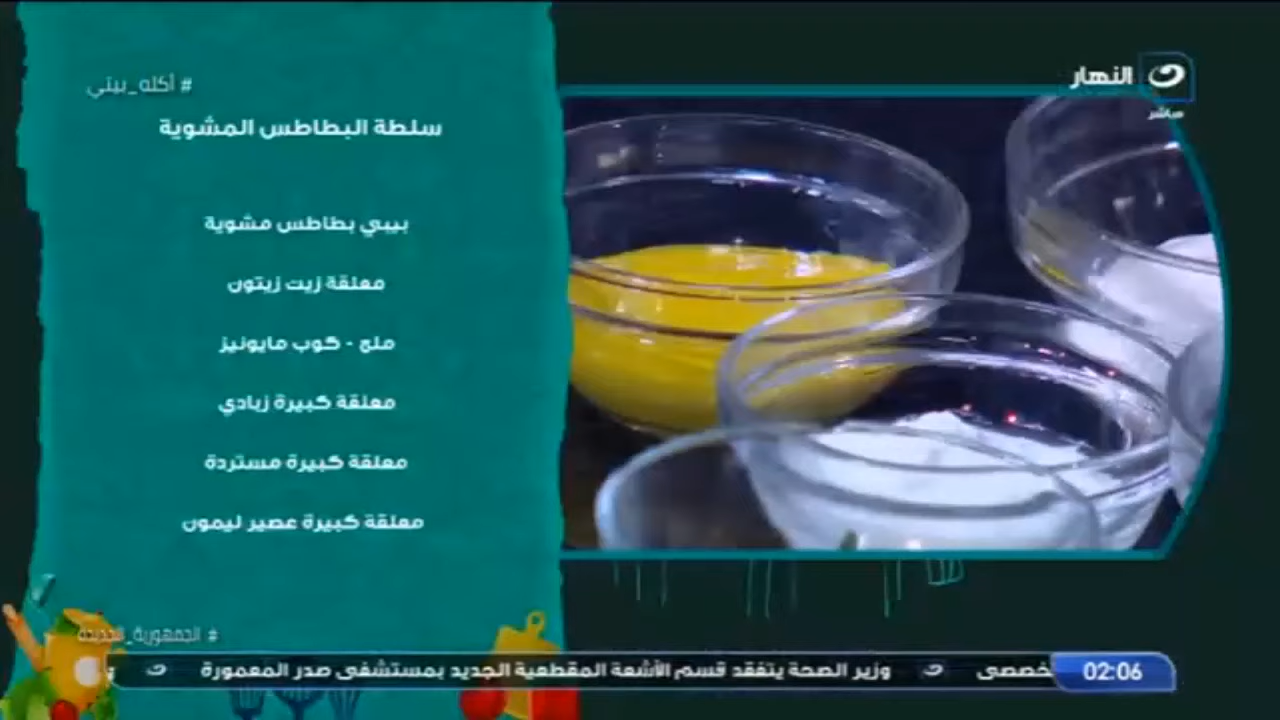 النهار
مباشر
# أكله_بيتي
سلطة البطاطس المشوية
بيبي بطاطس مشوية
معلقة زيت زيتون
ملح - كوب مايونيز
معلقة كبيرة زبادي
معلقة كبيرة مستردة
معلقة كبيرة عصير ليمون
# الجمهورية_الجديدة
02:06
خصصى
وزير الصحة يتفقد قسم الأشعة المقطعية الجديد بمستشفى صدر المعمورة